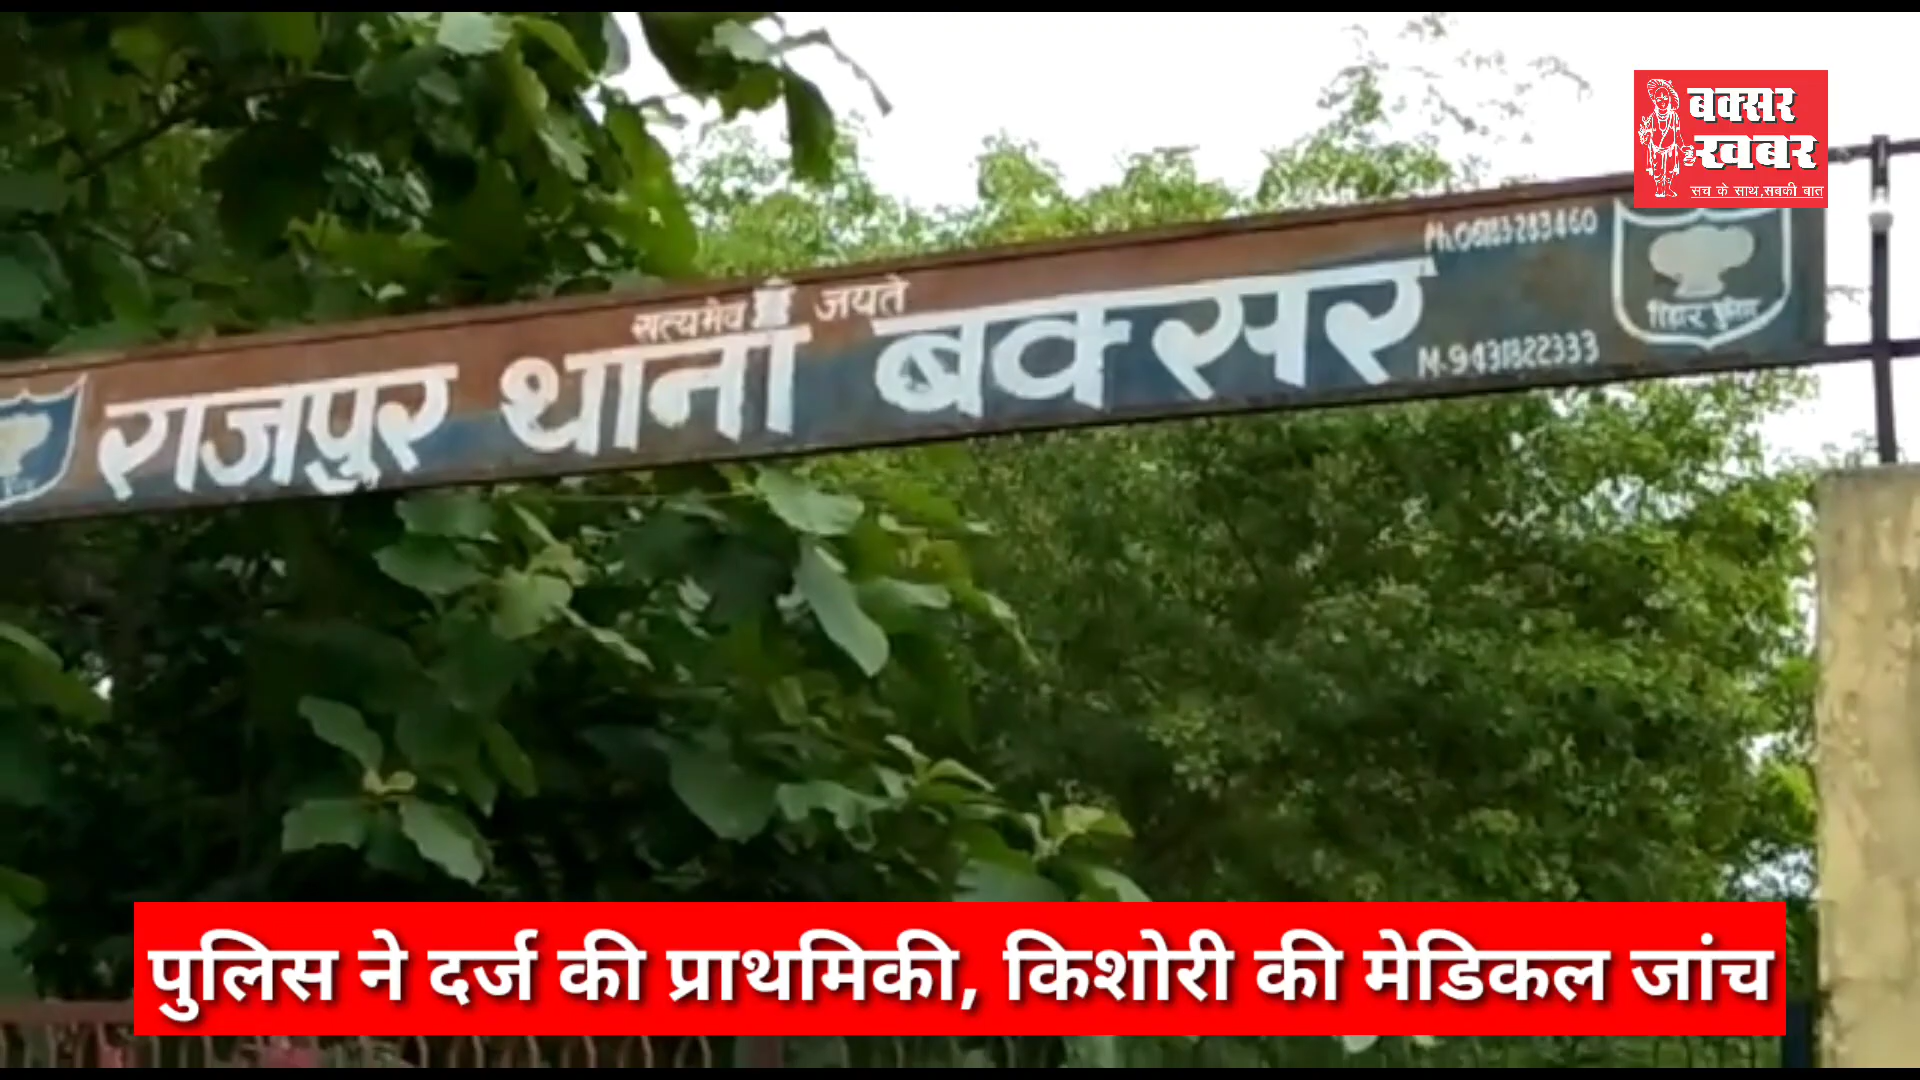 बक्सर
खबर
सच के साथ,सबकी बात
सत्यमेव जयते
राजपुर थाना बक्सर
M-9431822333
बिहार पुलिस
पुलिस ने दर्ज की प्राथमिकी, किशोरी की मेडिकल जांच